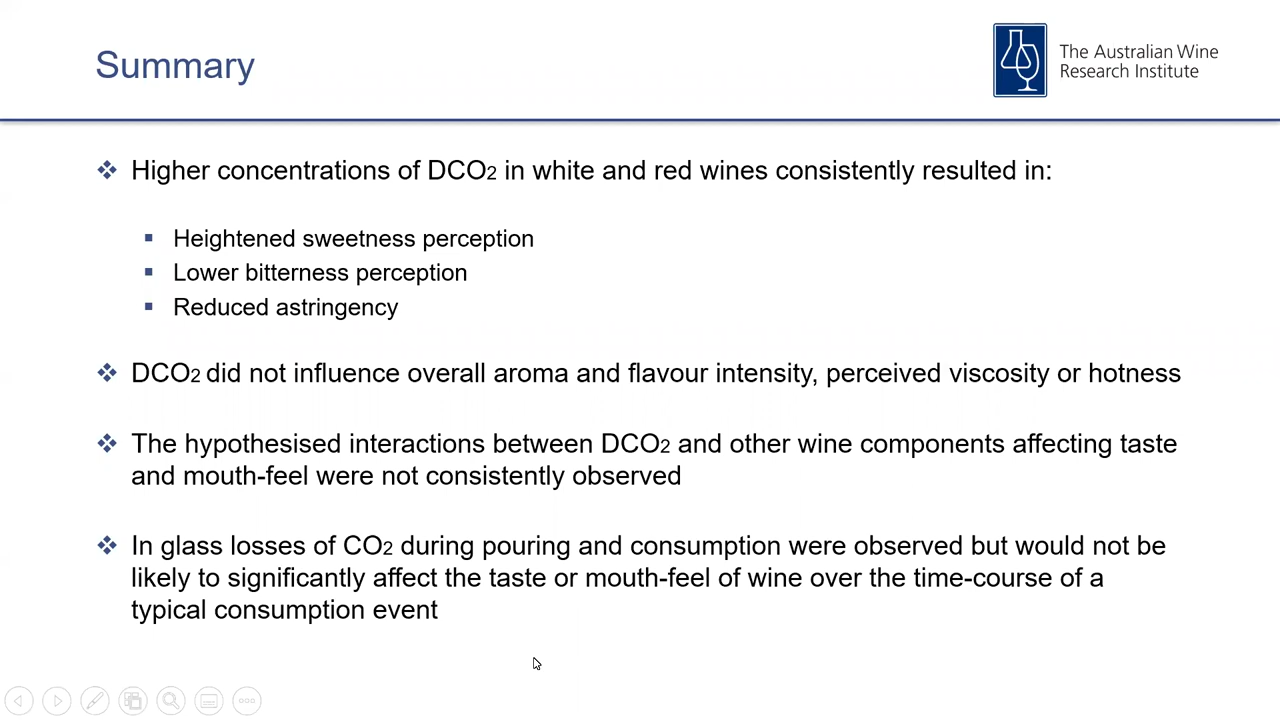 Summary
The Australian Wine
Research Institute
❖ Higher concentrations of DCO2 in white and red wines consistently resulted in:
▪ Heightened sweetness perception
▪ Lower bitterness perception
▪ Reduced astringency
❖ DCO2 did not influence overall aroma and flavour intensity, perceived viscosity or hotness
❖ The hypothesised interactions between DCO2 and other wine components affecting taste
and mouth-feel were not consistently observed
❖ In glass losses of CO2 during pouring and consumption were observed but would not be
likely to significantly affect the taste or mouth-feel of wine over the time-course of a
typical consumption event